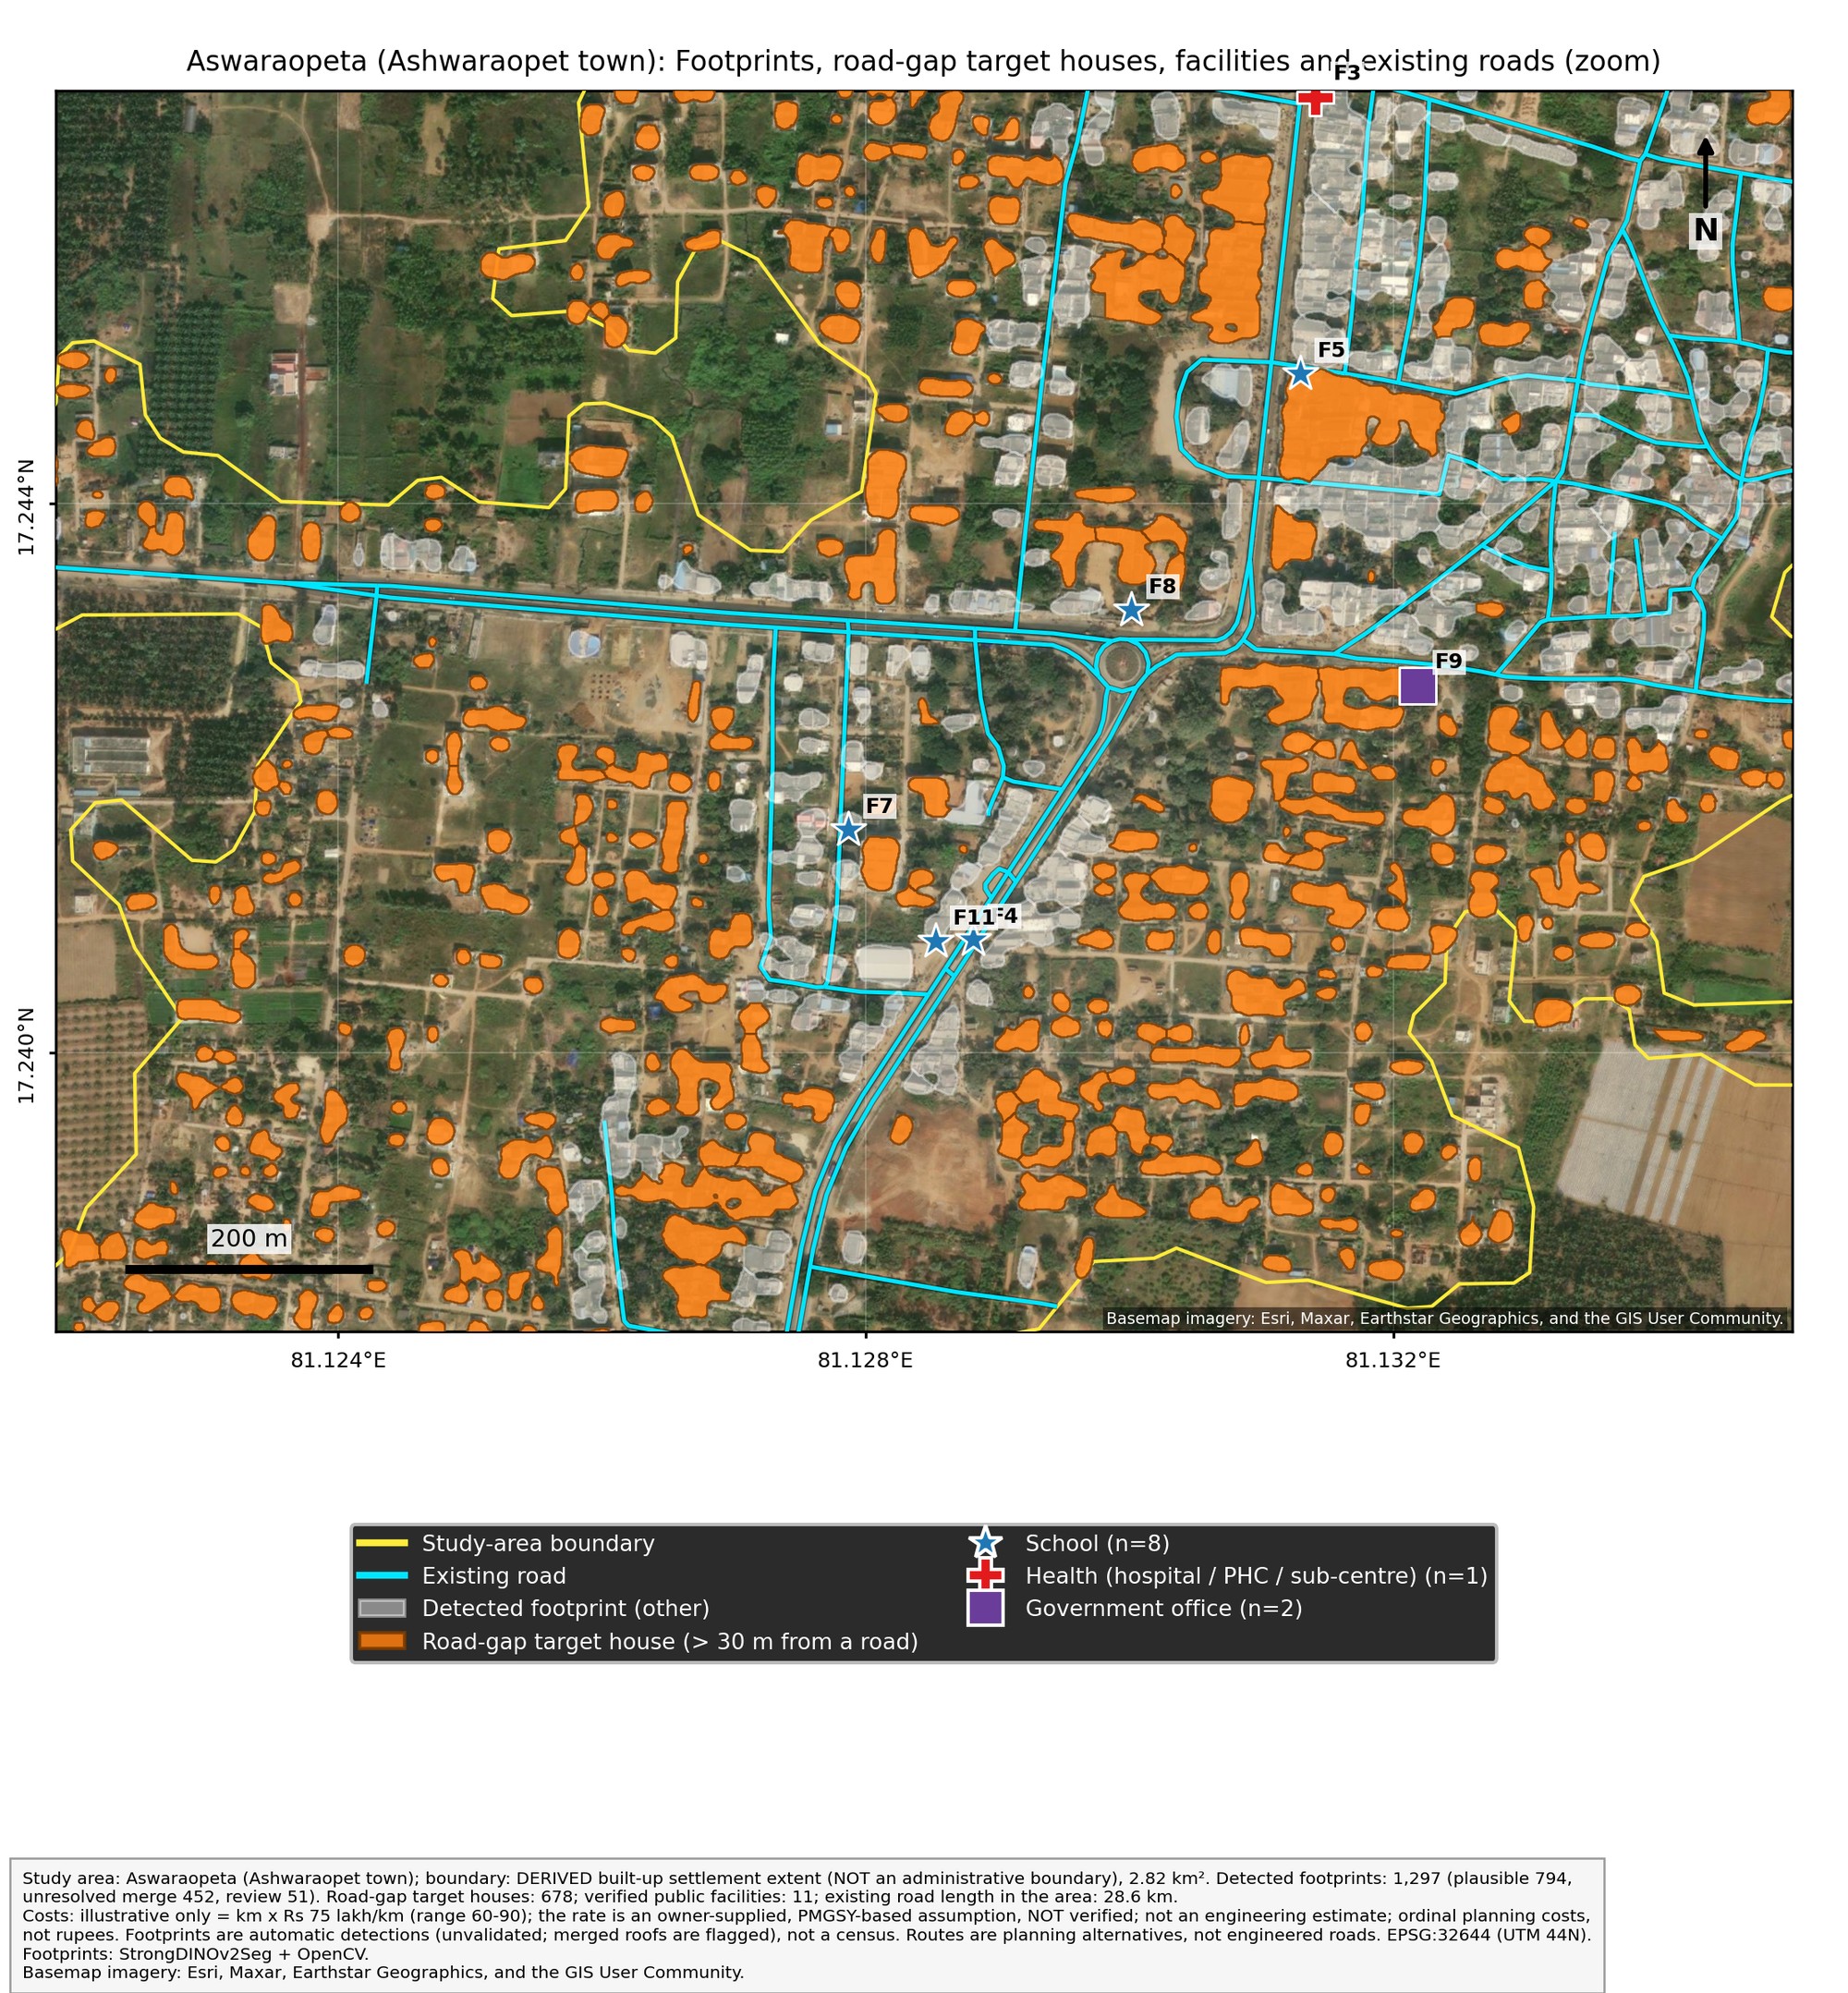 Aswaraopeta (Ashwaraopet town): Footprints, road-gap target houses, facilities and existing roads (zoom)
F3
N
F5
17.244°N
F8
F9
F7
F11
F4
17.240°N
200 m
Basemap imagery: Esri, Maxar, Earthstar Geographics, and the GIS User Community.
81.124°E
81.128°E
81.132°E
Study-area boundary
Existing road
Detected footprint (other)
Road-gap target house (> 30 m from a road)
School (n=8)
Health (hospital / PHC / sub-centre) (n=1)
Government office (n=2)
Study area: Aswaraopeta (Ashwaraopet town); boundary: DERIVED built-up settlement extent (NOT an administrative boundary), 2.82 km². Detected footprints: 1,297 (plausible 794,
unresolved merge 452, review 51). Road-gap target houses: 678; verified public facilities: 11; existing road length in the area: 28.6 km.
Costs: illustrative only = km x Rs 75 lakh/km (range 60-90); the rate is an owner-supplied, PMGSY-based assumption, NOT verified; not an engineering estimate; ordinal planning costs,
not rupees. Footprints are automatic detections (unvalidated; merged roofs are flagged), not a census. Routes are planning alternatives, not engineered roads. EPSG:32644 (UTM 44N).
Footprints: StrongDINOv2Seg + OpenCV.
Basemap imagery: Esri, Maxar, Earthstar Geographics, and the GIS User Community.